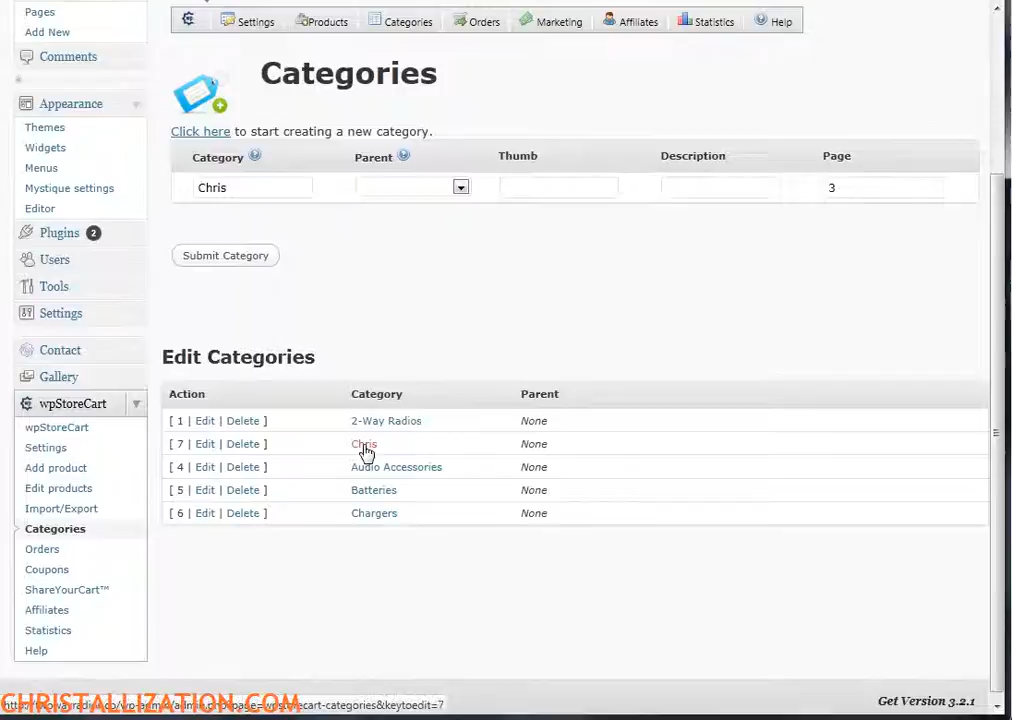 Pages
Add New
Comments
Appearance
Themes
Widgets
Menus
Mystique settings
Editor
Plugins 2
Users
Tools
Settings
Contact
Gallery
wpStoreCart
wpStoreCart
Settings
Add product
Edit products
Import/Export
Categories
Orders
Coupons
ShareYourCart™
Affiliates
Statistics
Help
Settings Products Categories Orders Marketing Affiliates Statistics Help
Categories
Click here to start creating a new category.
Category Parent Thumb Description Page
Chris 3
Submit Category
Edit Categories
Action Category Parent
[ 1 | Edit | Delete ] 2-Way Radios None
[ 7 | Edit | Delete ] Chris None
[ 4 | Edit | Delete ] Audio Accessories None
[ 5 | Edit | Delete ] Batteries None
[ 6 | Edit | Delete ] Chargers None
Get Version 3.2.1
CHRISTALLIZATION.COM